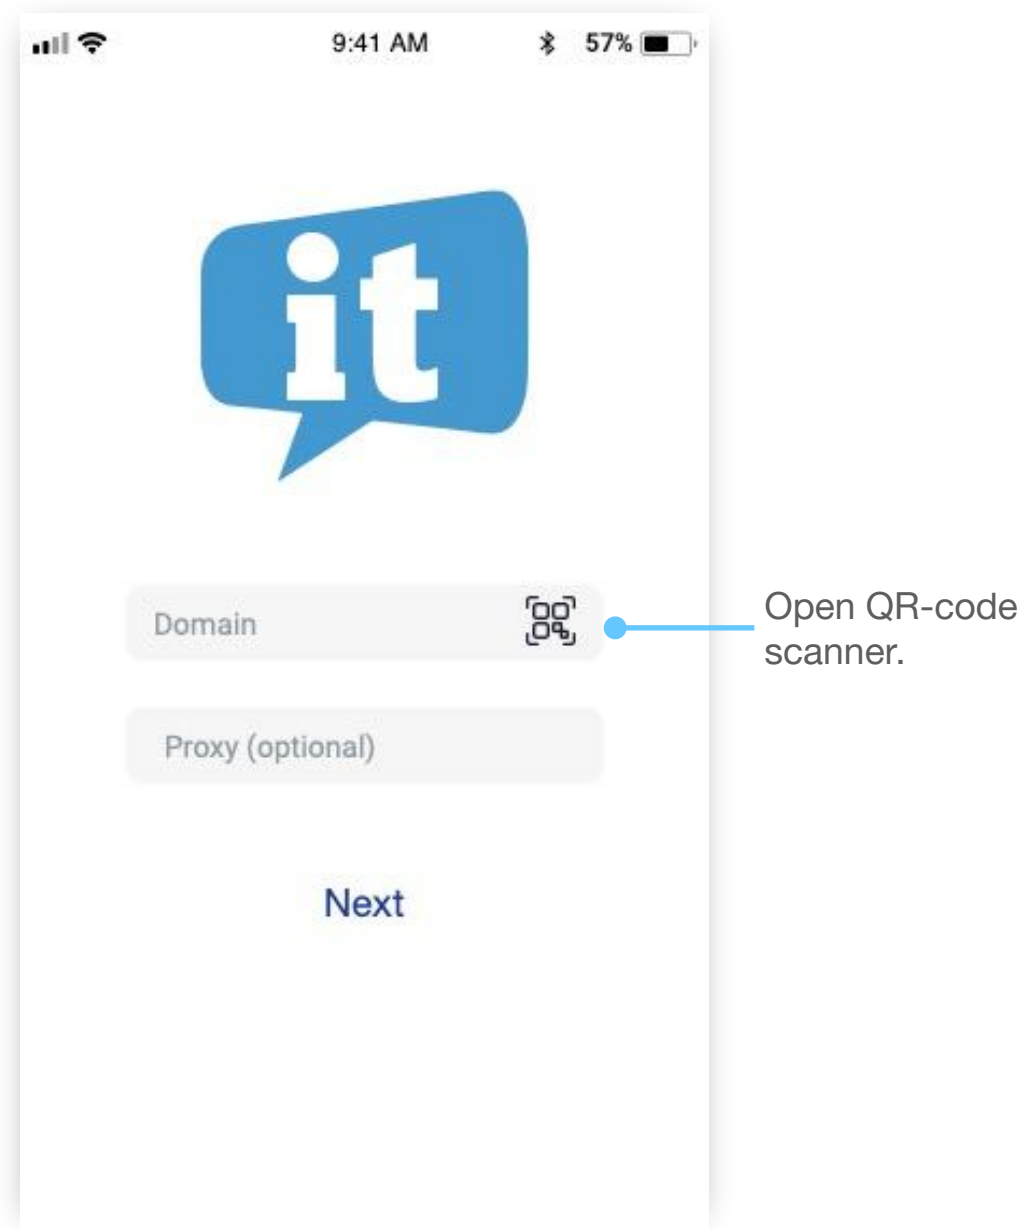 9:41 AM
57%
it
Domain
Open QR-code
scanner.
Proxy (optional)
Next